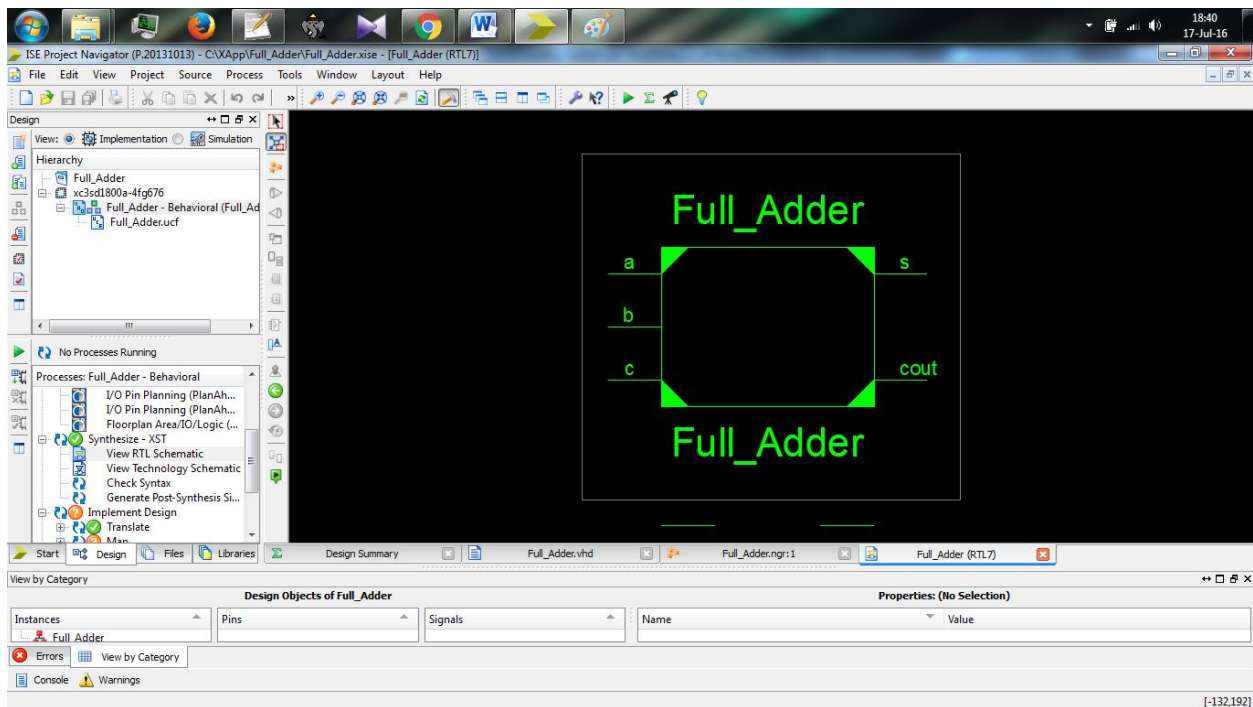 18:40
17-Jul-16
ISE Project Navigator (P.20131013) - C:\XApp\Full_Adder\Full_Adder.xise - [Full_Adder (RTL7)]
File Edit View Project Source Process Tools Window Layout Help
Design
View: Implementation Simulation
Hierarchy
Full_Adder
xc3sd1800a-4fg676
Full_Adder - Behavioral (Full_Ad
Full_Adder.ucf
No Processes Running
Processes: Full_Adder - Behavioral
I/O Pin Planning (PlanAh...
I/O Pin Planning (PlanAh...
Floorplan Area/IO/Logic (...
Synthesize - XST
View RTL Schematic
View Technology Schematic
Check Syntax
Generate Post-Synthesis Si...
Implement Design
Translate
Map
Full_Adder
a
s
b
c
cout
Full_Adder
Start Design Files Libraries
Design Summary Full_Adder.vhd Full_Adder.ngr:1 Full_Adder (RTL7)
View by Category
Design Objects of Full_Adder
Properties: (No Selection)
Instances Pins Signals Name Value
Full_Adder
Errors View by Category
Console Warnings
[-132,192]